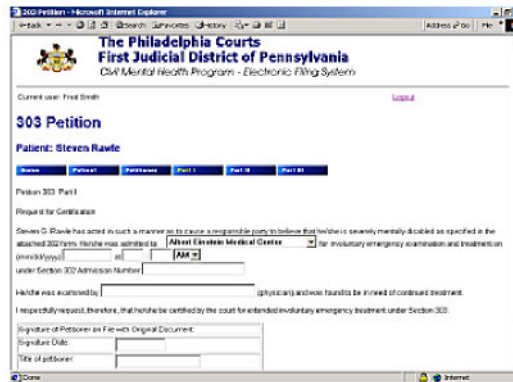 303 Petition - Microsoft Internet Explorer
Back Search Favorites History Address Go
The Philadelphia Courts
First Judicial District of Pennsylvania
Civil Mental Health Program - Electronic Filing System
Current user: Fred Smith Logout
303 Petition
Patient: Steven Rawle
Home Patient Petitioner Part I Part II Part III
Petition 303: Part I
Request for Certification
Steven G. Rawle has acted in such a manner as to cause a responsible party to believe that he/she is severely mentally disabled as specified in the
attached 302 form. He/she was admitted to Albert Einstein Medical Center for involuntary emergency examination and treatment on
(mm/dd/yyyy) at : AM
under Section 302 Admission Number
He/she was examined by (physician) and was found to be in need of continued treatment.
I respectfully request, therefore, that he/she be certified by the court for extended involuntary emergency treatment under Section 303.
Signature of Petitioner on File with Original Document:
Signature Date:
Title of petitioner:
Done Internet